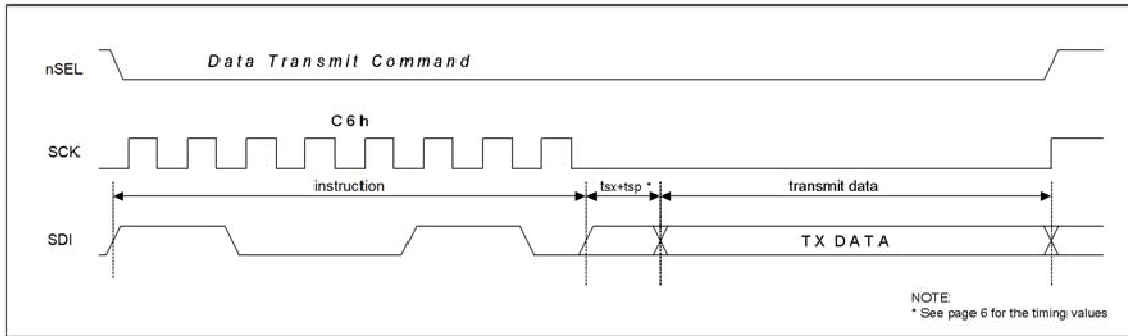 Data Transmit Command
nSEL
C6h
SCK
instruction
tsx+tsp *
transmit data
SDI
TX DATA
NOTE:
* See page 6 for the timing values